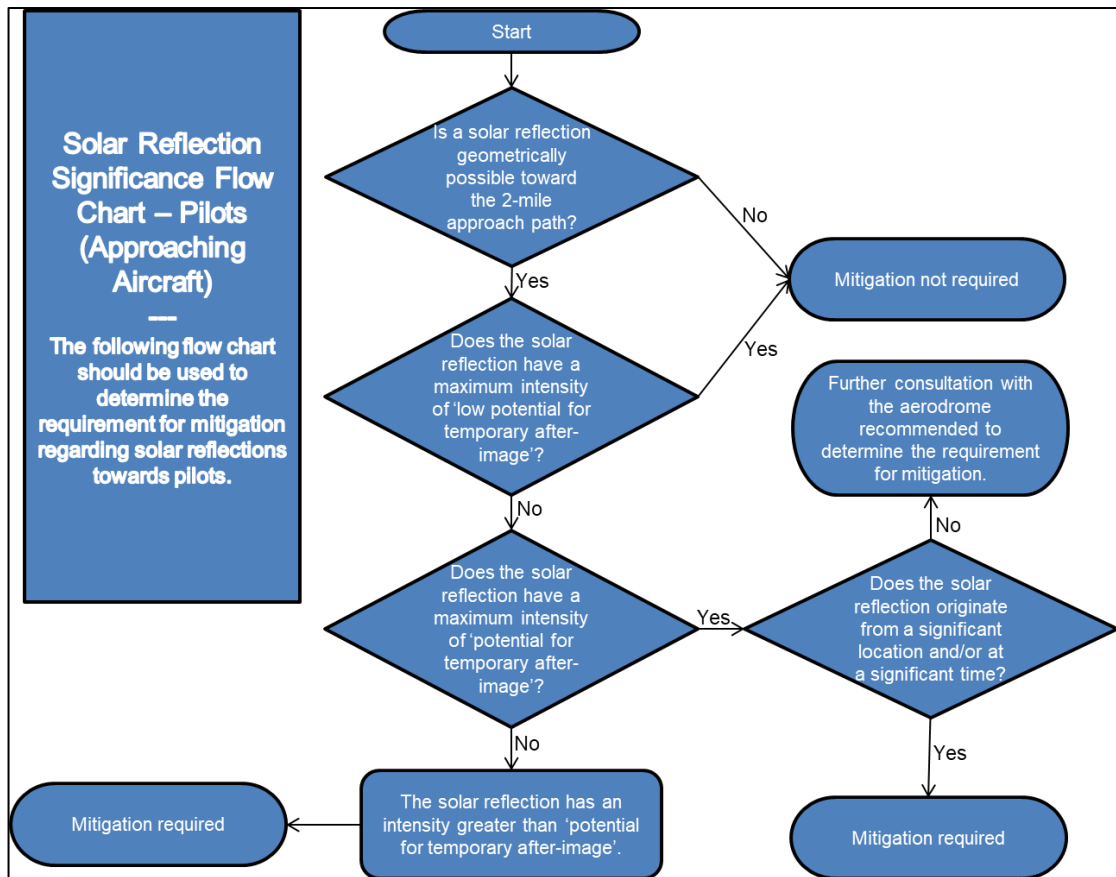 Solar Reflection
Significance Flow
Chart – Pilots
(Approaching
Aircraft)
---
The following flow chart
should be used to
determine the
requirement for mitigation
regarding solar reflections
towards pilots.
Start
Is a solar reflection
geometrically
possible toward
the 2-mile
approach path?
No
Yes
Mitigation not required
Does the solar
reflection have a
maximum intensity
of ‘low potential for
temporary after-
image’?
Yes
No
Further consultation with
the aerodrome
recommended to
determine the requirement
for mitigation.
No
Does the solar
reflection have a
maximum intensity
of ‘potential for
temporary after-
image’?
Yes
Does the solar
reflection originate
from a significant
location and/or at
a significant time?
No
Yes
The solar reflection has an
intensity greater than ‘potential
for temporary after-image’.
Mitigation required
Mitigation required